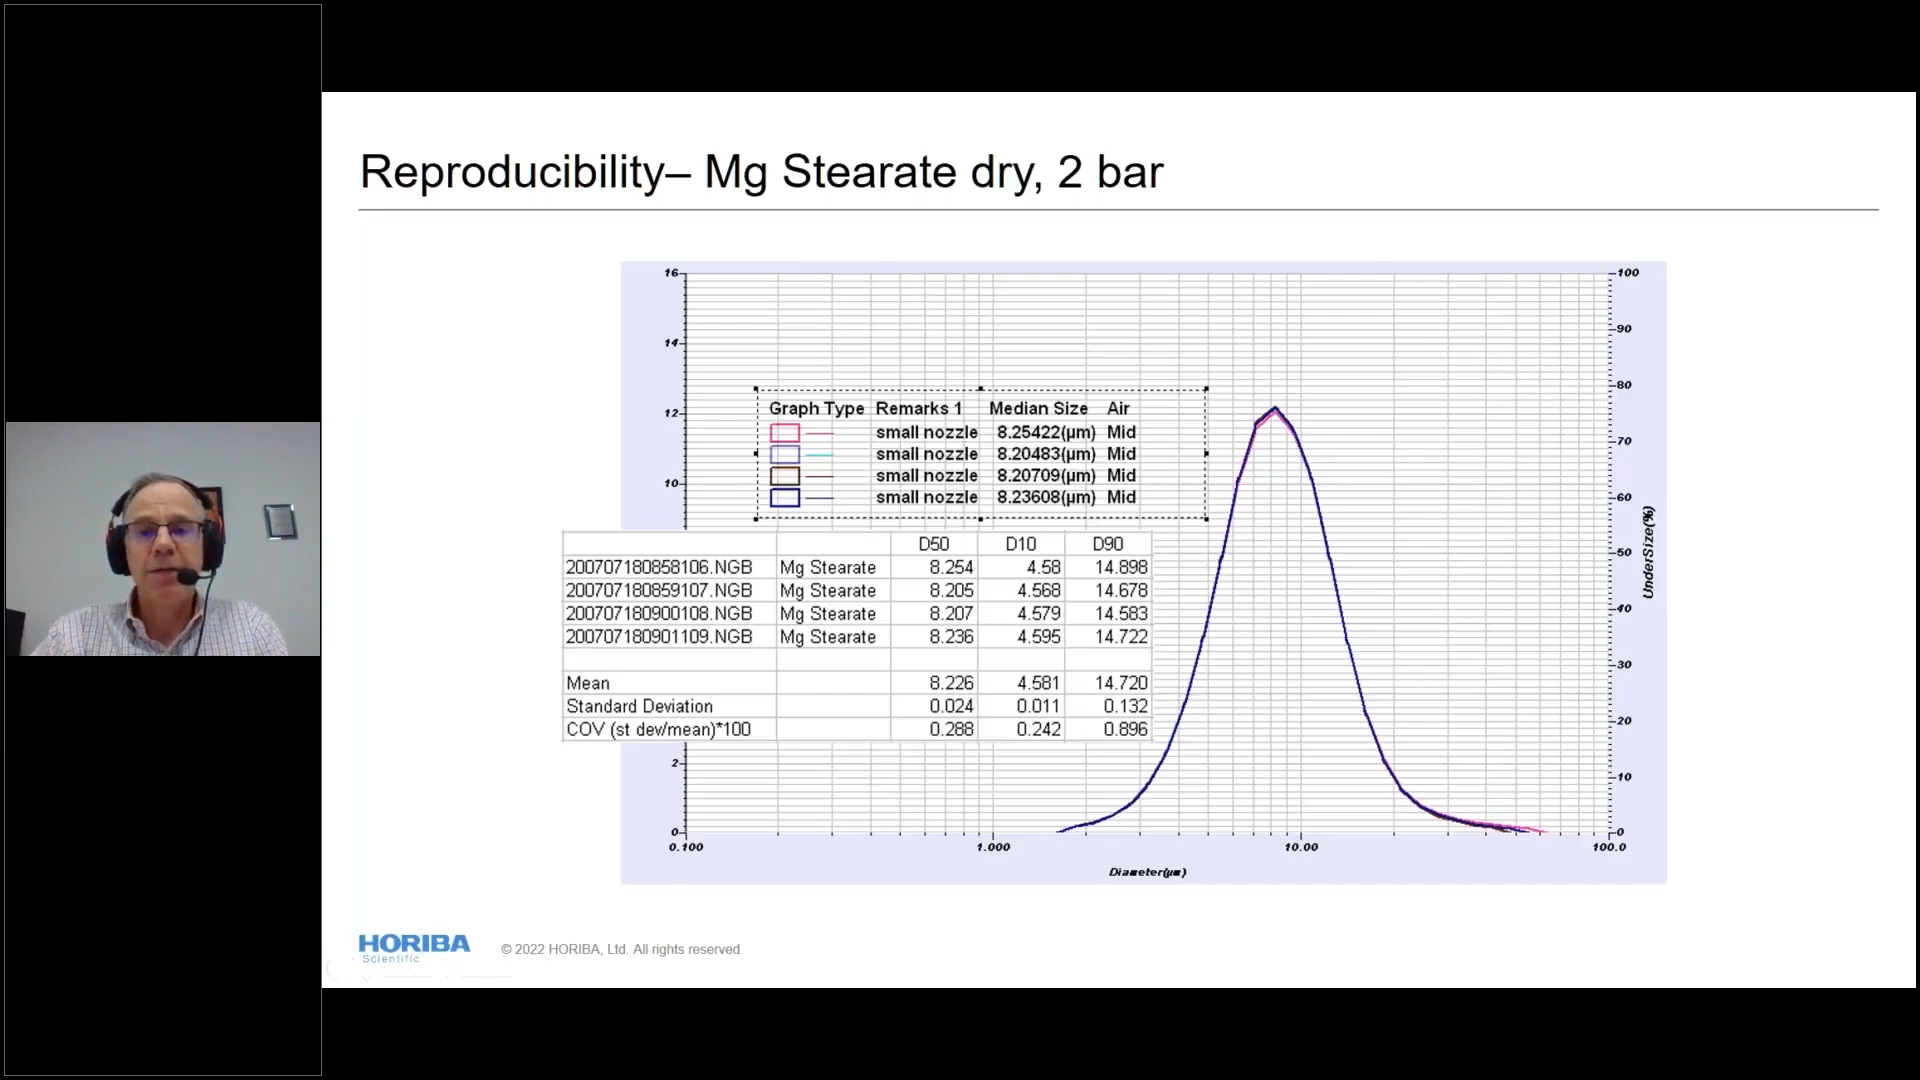 Reproducibility– Mg Stearate dry, 2 bar
16
14
12
10
2
0
100
90
80
70
60
50
40
30
20
10
0
UnderSize(%)
Graph Type Remarks 1 Median Size Air
small nozzle 8.25422(µm) Mid
small nozzle 8.20483(µm) Mid
small nozzle 8.20709(µm) Mid
small nozzle 8.23608(µm) Mid
D50 D10 D90
200707180858106.NGB Mg Stearate 8.254 4.58 14.898
200707180859107.NGB Mg Stearate 8.205 4.568 14.678
200707180900108.NGB Mg Stearate 8.207 4.579 14.583
200707180901109.NGB Mg Stearate 8.236 4.595 14.722
Mean 8.226 4.581 14.720
Standard Deviation 0.024 0.011 0.132
COV (st dev/mean)*100 0.288 0.242 0.896
0.100 1.000 10.00 100.0
Diameter(µm)
HORIBA
Scientific
© 2022 HORIBA, Ltd. All rights reserved.